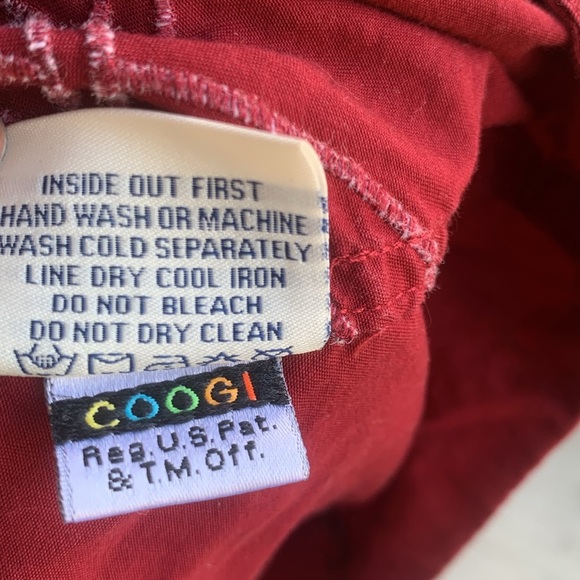 INSIDE OUT FIRST
HAND WASH OR MACHINE
WASH COLD SEPARATELY
LINE DRY COOL IRON
DO NOT BLEACH
DO NOT DRY CLEAN
COOGI
Reg. U.S. Pat.
& T.M. Off.